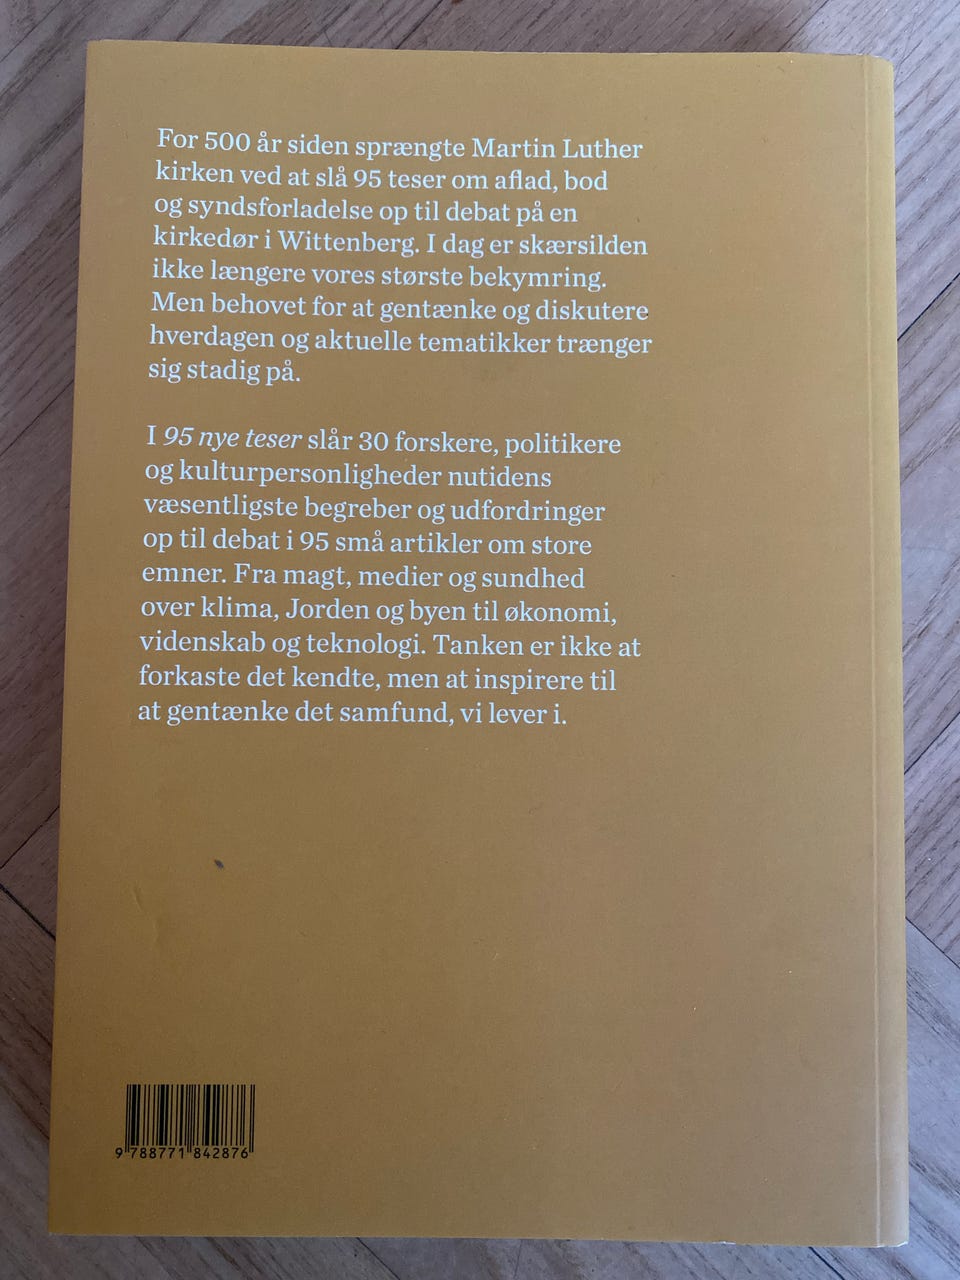 For 500 år siden sprængte Martin Luther
kirken ved at slå 95 teser om aflad, bod
og syndsforladelse op til debat på en
kirkedør i Wittenberg. I dag er skærsilden
ikke længere vores største bekymring.
Men behovet for at gentænke og diskutere
hverdagen og aktuelle tematikker trænger
sig stadig på.
I 95 nye teser slår 30 forskere, politikere
og kulturpersonligheder nutidens
væsentligste begreber og udfordringer
op til debat i 95 små artikler om store
emner. Fra magt, medier og sundhed
over klima, Jorden og byen til økonomi,
videnskab og teknologi. Tanken er ikke at
forkaste det kendte, men at inspirere til
at gentænke det samfund, vi lever i.
9 788771 842876